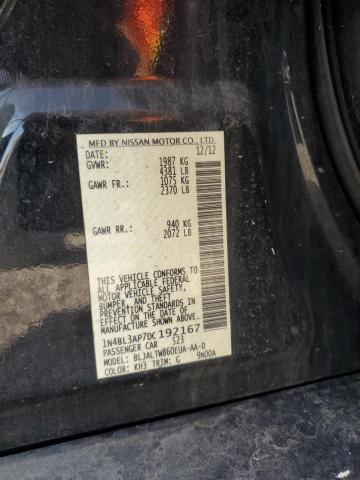 MFD BY NISSAN MOTOR CO., LTD.
DATE: 12/12
GVWR: 1987 KG
4381 LB
GAWR FR.: 1075 KG
2370 LB
GAWR RR.: 940 KG
2072 LB
THIS VEHICLE CONFORMS TO ALL
APPLICABLE FEDERAL
MOTOR VEHICLE SAFETY,
BUMPER, AND THEFT
PREVENTION STANDARDS IN
EFFECT ON THE DATE OF
MANUFACTURE SHOWN
ABOVE.
1N4BL3AP7DC192167
PASSENGER CAR 523
MODEL: BLJALTWB60EUA-AA-D
COLOR: KH3 TRIM: G 9N00A